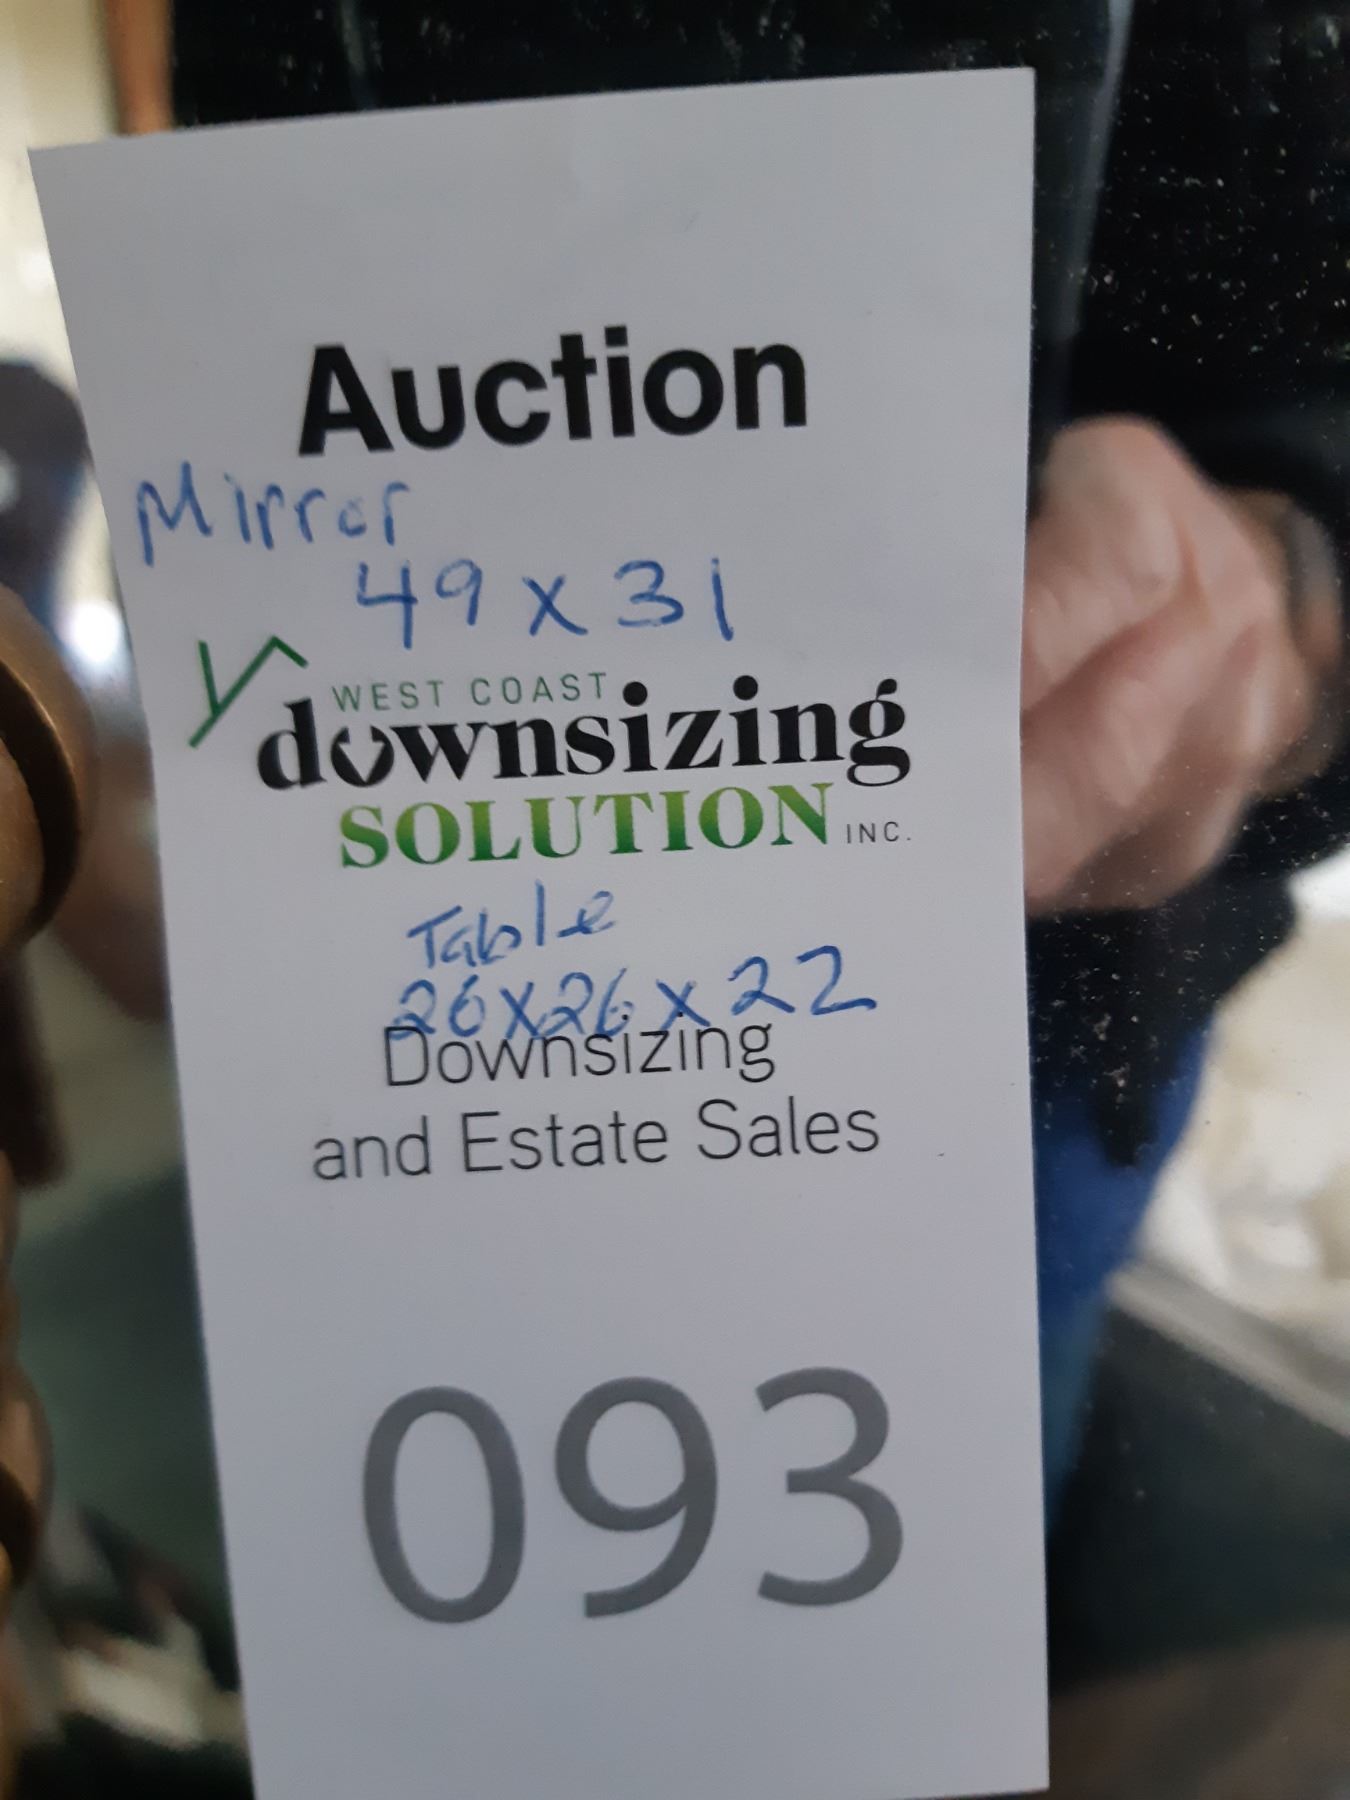 Auction
Mirror
49 x 31
WEST COAST
downsizing
SOLUTION INC.
Table
26x26x22
Downsizing
and Estate Sales
093